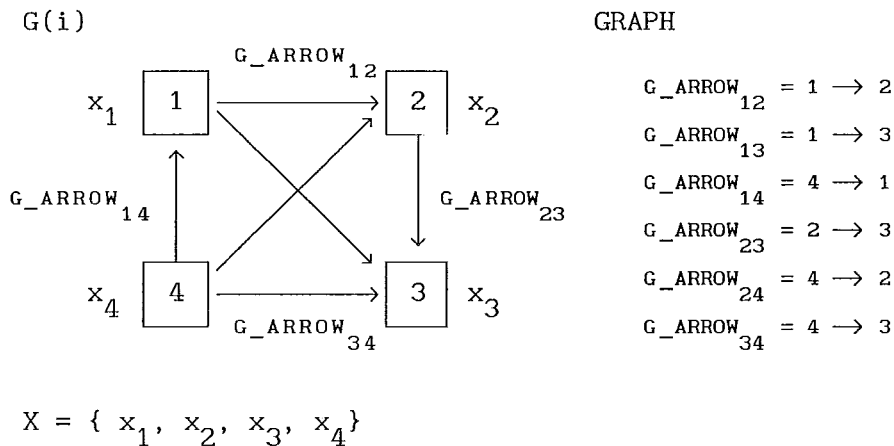 G(i)
GRAPH
G_ARROW12
x1 1 2 x2
G_ARROW14
G_ARROW23
x4 4 3 x3
G_ARROW34
G_ARROW12 = 1 → 2
G_ARROW13 = 1 → 3
G_ARROW14 = 4 → 1
G_ARROW23 = 2 → 3
G_ARROW24 = 4 → 2
G_ARROW34 = 4 → 3
X = { x1, x2, x3, x4}